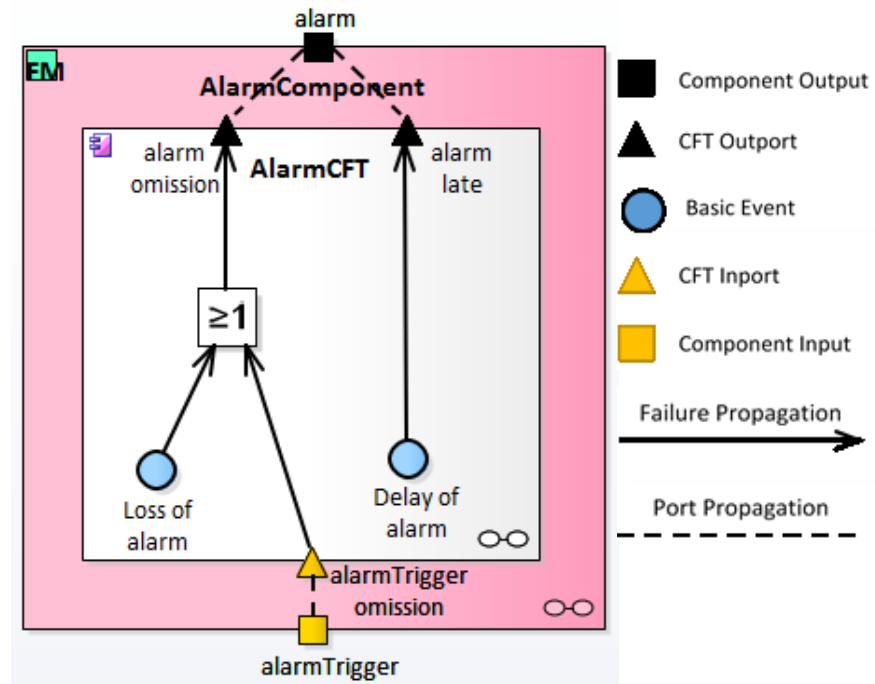 alarm
EM
AlarmComponent
alarm
omission
AlarmCFT
alarm
late
≥1
Loss of
alarm
Delay of
alarm
alarmTrigger
omission
alarmTrigger
Component Output
CFT Outport
Basic Event
CFT Inport
Component Input
Failure Propagation
Port Propagation